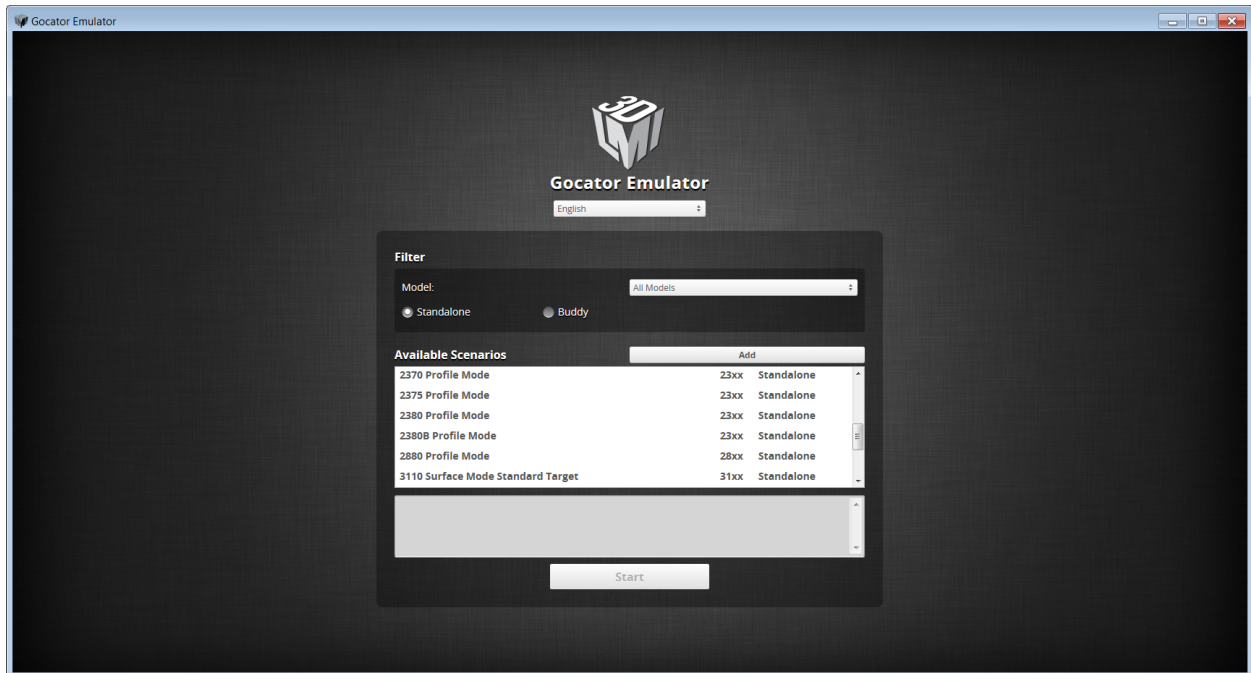 Gocator Emulator
3D
LMI
Gocator Emulator
English
Filter
Model: All Models
Standalone Buddy
Available Scenarios Add
2370 Profile Mode 23xx Standalone
2375 Profile Mode 23xx Standalone
2380 Profile Mode 23xx Standalone
2380B Profile Mode 23xx Standalone
2880 Profile Mode 28xx Standalone
3110 Surface Mode Standard Target 31xx Standalone
Start